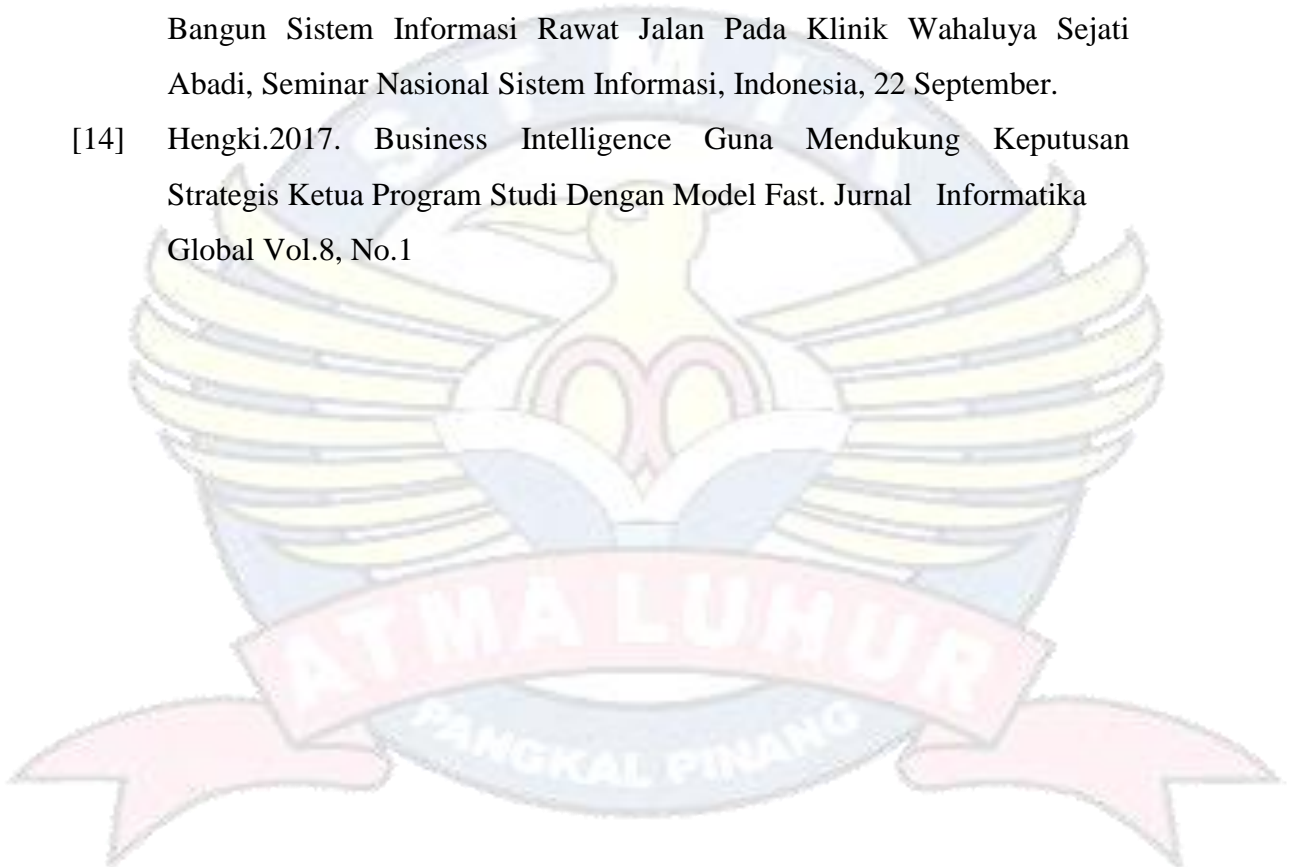 Bangun Sistem Informasi Rawat Jalan Pada Klinik Wahaluya Sejati
Abadi, Seminar Nasional Sistem Informasi, Indonesia, 22 September.
[14] Hengki.2017. Business Intelligence Guna Mendukung Keputusan
Strategis Ketua Program Studi Dengan Model Fast. Jurnal Informatika
Global Vol.8, No.1
STMIK
ATMA LUHUR
PANGKAL PINANG